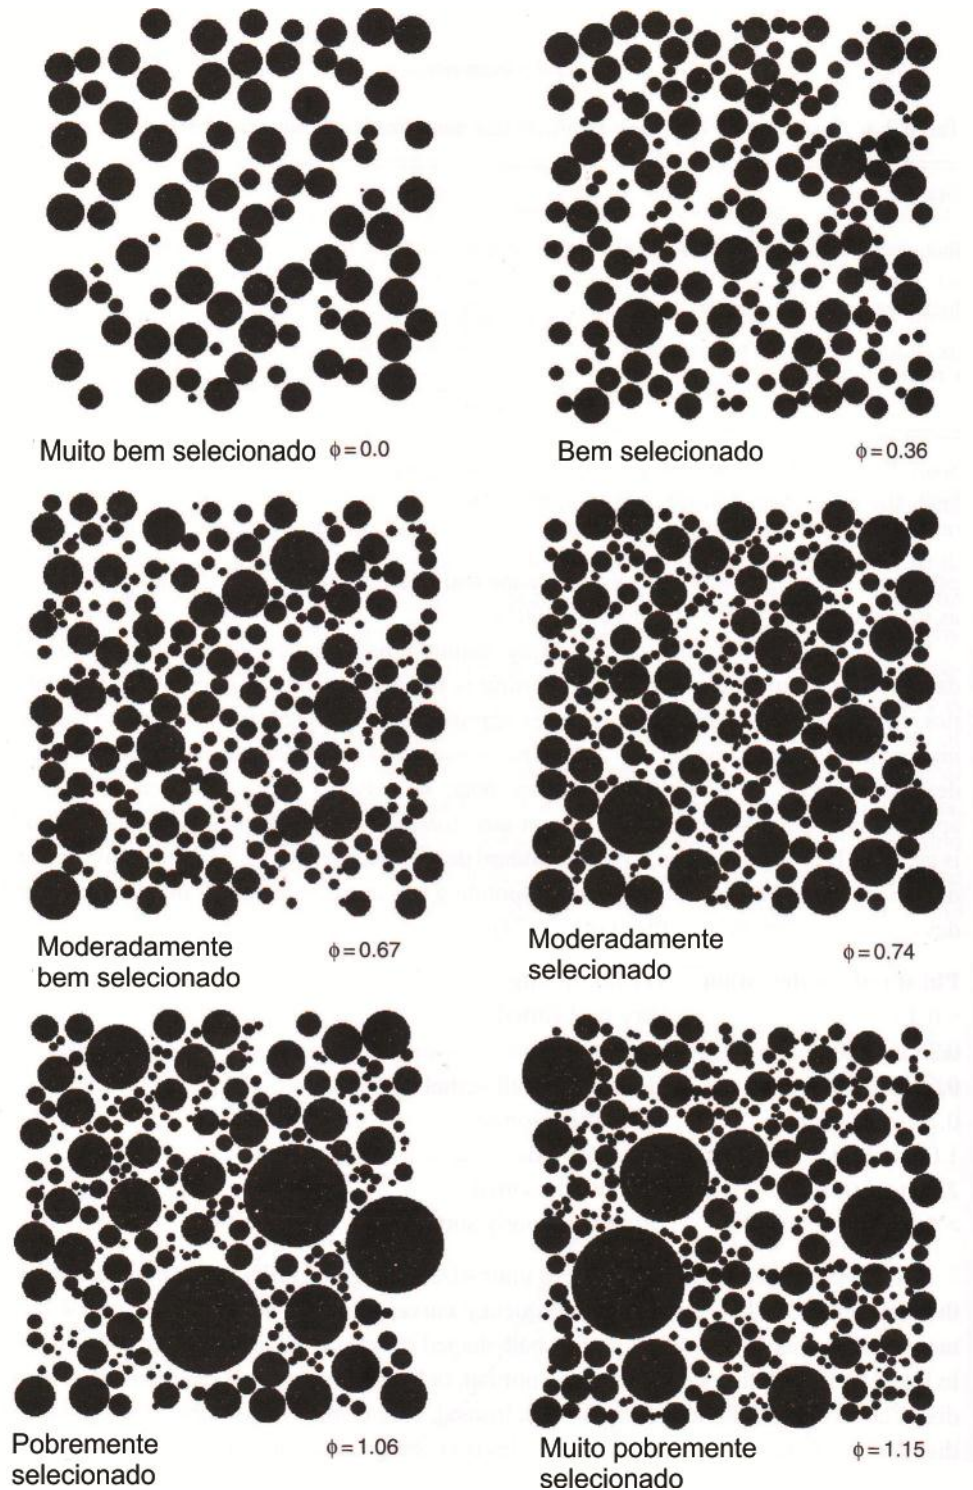 Muito bem selecionado ϕ=0.0
Bem selecionado ϕ=0.36
Moderadamente
bem selecionado ϕ=0.67
Moderadamente
selecionado ϕ=0.74
Pobremente
selecionado ϕ=1.06
Muito pobremente
selecionado ϕ=1.15